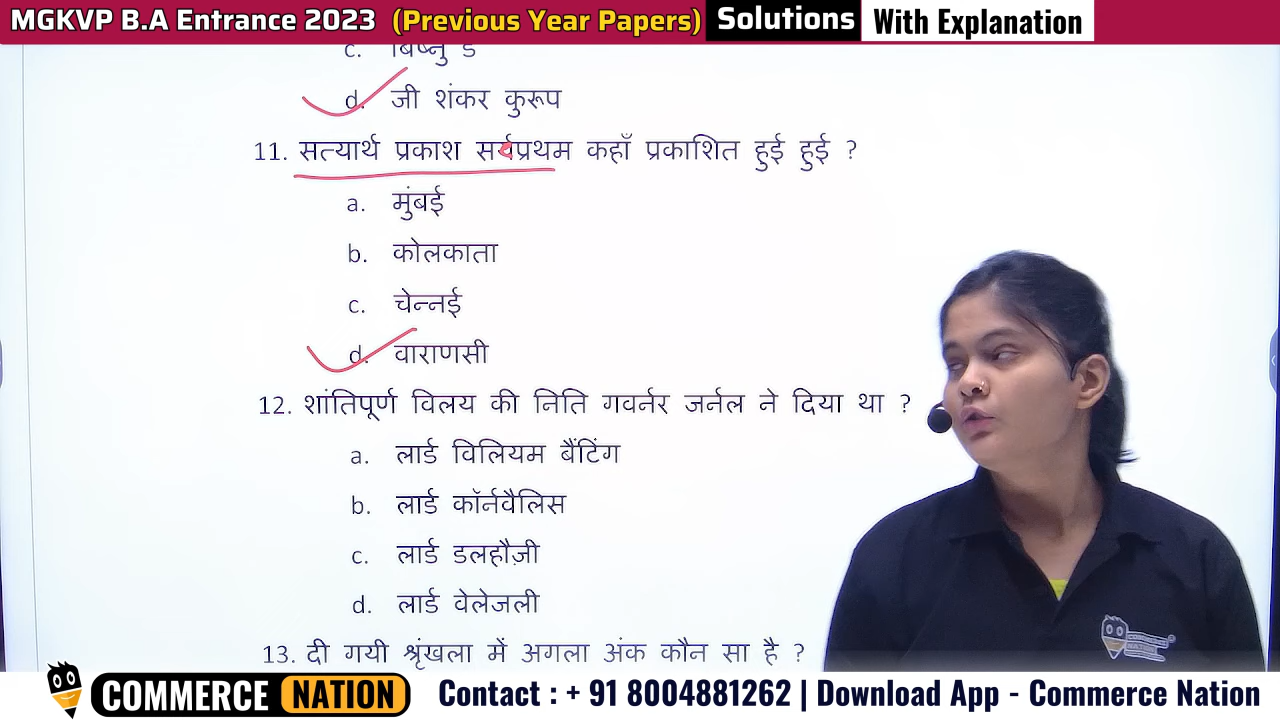 MGKVP B.A Entrance 2023 (Previous Year Papers) Solutions With Explanation
c. बिष्नु डे
d. जी शंकर कुरूप
11. सत्यार्थ प्रकाश सर्वप्रथम कहाँ प्रकाशित हुई हुई ?
a. मुंबई
b. कोलकाता
c. चेन्नई
d. वाराणसी
12. शांतिपूर्ण विलय की निति गवर्नर जर्नल ने दिया था ?
a. लार्ड विलियम बैंटिंग
b. लार्ड कॉर्नवैलिस
c. लार्ड डलहौज़ी
d. लार्ड वेलेजली
13. दी गयी श्रृंखला में अगला अंक कौन सा है ?
COMMERCE NATION
COMMERCE NATION Contact : + 91 8004881262 | Download App - Commerce Nation